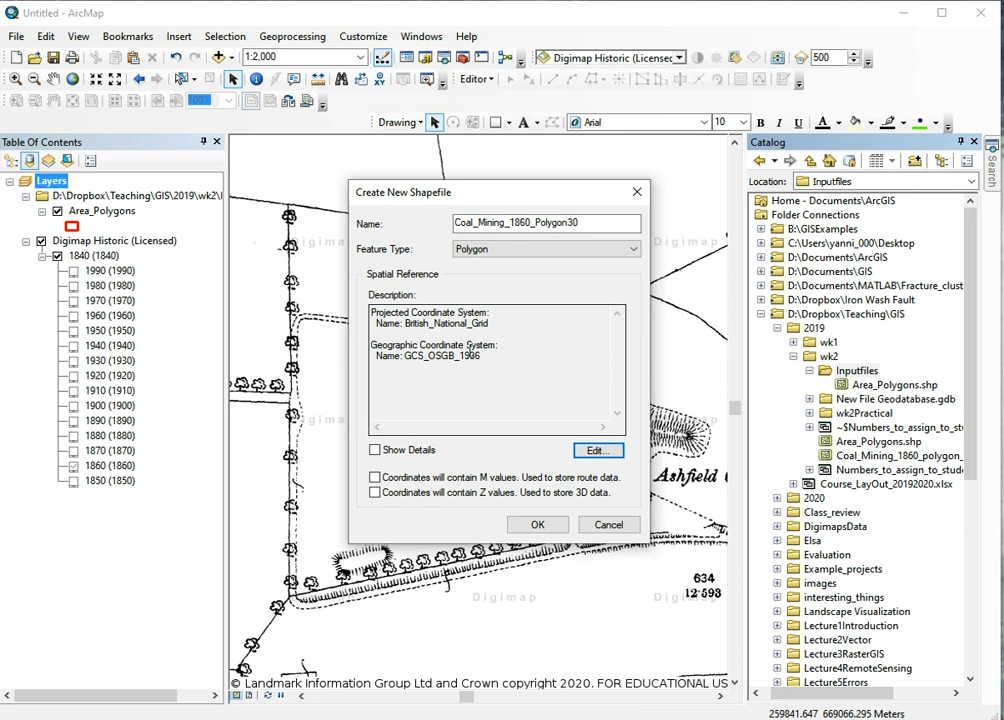 Untitled - ArcMap
File Edit View Bookmarks Insert Selection Geoprocessing Customize Windows Help
1:2,000
Digimap Historic (Licensec
500
Editor
100%
Drawing
A
Arial
10
B I U A
Table Of Contents
Layers
D:\Dropbox\Teaching\GIS\2019\wk2\I
Area_Polygons
Digimap Historic (Licensed)
1840 (1840)
1990 (1990)
1980 (1980)
1970 (1970)
1960 (1960)
1950 (1950)
1940 (1940)
1930 (1930)
1920 (1920)
1910 (1910)
1900 (1900)
1890 (1890)
1880 (1880)
1870 (1870)
1860 (1860)
1850 (1850)
Create New Shapefile
Name:
Coal_Mining_1860_Polygon30
Feature Type:
Polygon
Spatial Reference
Description:
Projected Coordinate System:
Name: British_National_Grid
Geographic Coordinate System:
Name: GCS_OSGB_1936
Show Details
Edit...
Coordinates will contain M values. Used to store route data.
Coordinates will contain Z values. Used to store 3D data.
OK
Cancel
Ashfield
634
12·593
Digimap
© Landmark Information Group Ltd and Crown copyright 2020. FOR EDUCATIONAL US
Catalog
Location:
Inputfiles
Home - Documents\ArcGIS
Folder Connections
B:\GISExamples
C:\Users\yanni_000\Desktop
D:\Documents\ArcGIS
D:\Documents\GIS
D:\Documents\MATLAB\Fracture_clust
D:\Dropbox\Iron Wash Fault
D:\Dropbox\Teaching\GIS
2019
wk1
wk2
Inputfiles
Area_Polygons.shp
New File Geodatabase.gdb
wk2Practical
~$Numbers_to_assign_to_stu
Area_Polygons.shp
Coal_Mining_1860_polygon_
Numbers_to_assign_to_stude
Course_LayOut_20192020.xlsx
2020
Class_review
DigimapsData
Elsa
Evaluation
Example_projects
images
interesting_things
Landscape Visualization
Lecture1Introduction
Lecture2Vector
Lecture3RasterGIS
Lecture4RemoteSensing
Lecture5Errors
Search
259841.647 669066.295 Meters